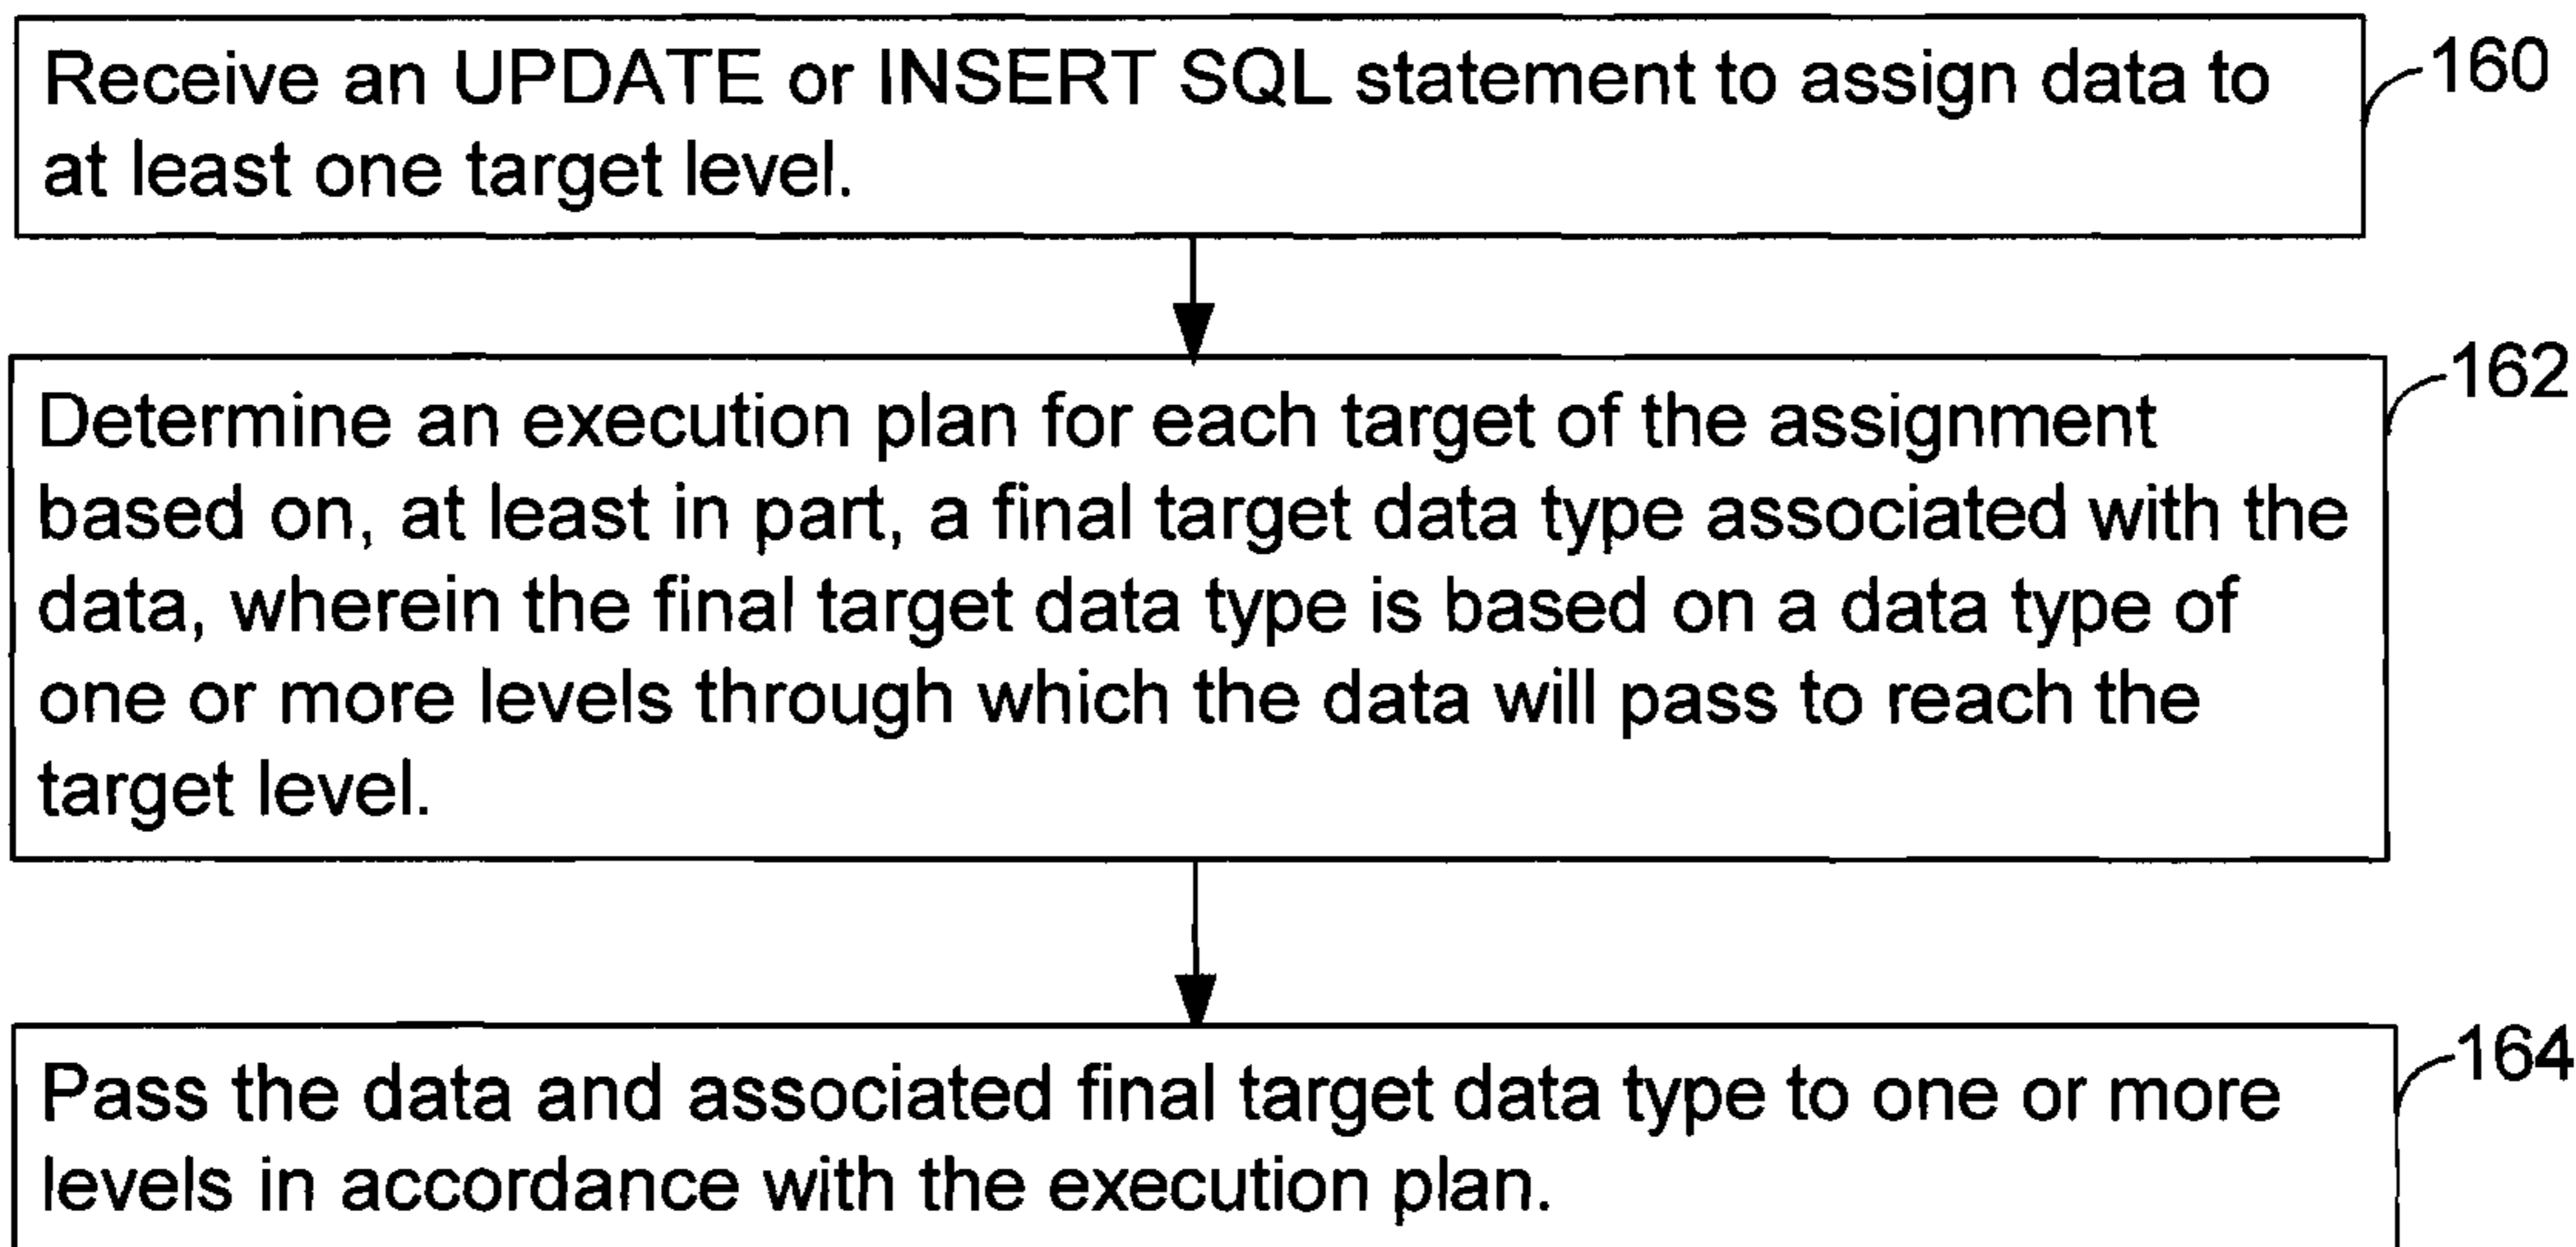 Receive an UPDATE or INSERT SQL statement to assign data to
at least one target level.
160
Determine an execution plan for each target of the assignment
based on, at least in part, a final target data type associated with the
data, wherein the final target data type is based on a data type of
one or more levels through which the data will pass to reach the
target level.
162
Pass the data and associated final target data type to one or more
levels in accordance with the execution plan.
164